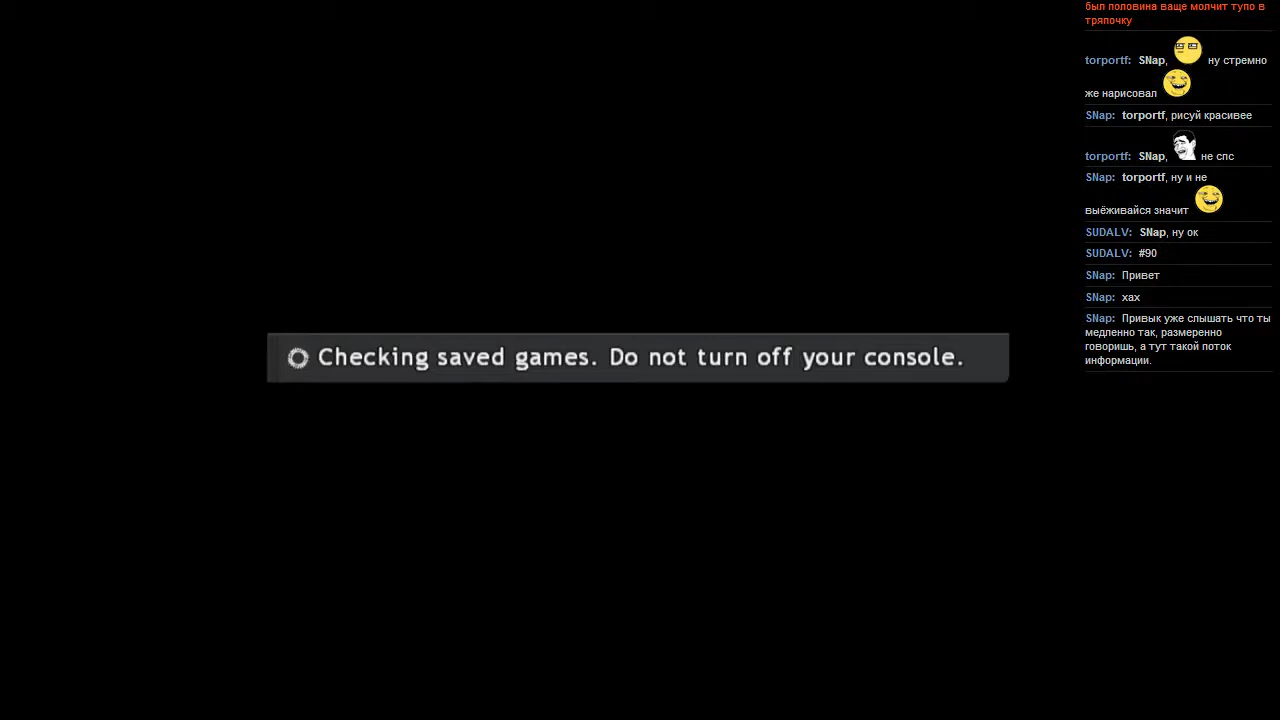 был половина ваще молчит тупо в
тряпочку
torportf: SNap, ну стремно
же нарисовал
SNap: torportf, рисуй красивее
torportf: SNap, не спс
SNap: torportf, ну и не
выёживайся значит
SUDALV: SNap, ну ок
SUDALV: #90
SNap: Привет
SNap: хах
SNap: Привык уже слышать что ты
медленно так, размеренно
говоришь, а тут такой поток
информации.
Checking saved games. Do not turn off your console.